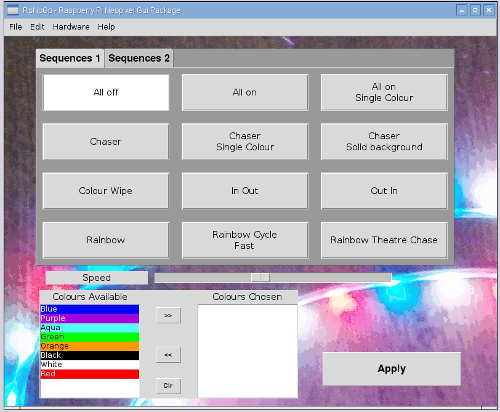 RpNpGp - Raspberry Pi Neopixel Gui Package
File Edit Hardware Help
Sequences 1 Sequences 2
All off
All on
All on
Single Colour
Chaser
Chaser
Single Colour
Chaser
Solid background
Colour Wipe
In Out
Out In
Rainbow
Rainbow Cycle
Fast
Rainbow Theatre Chase
Speed
Colours Available
Colours Chosen
Blue
Purple
Aqua
Green
Orange
Black
White
Red
>>
<<
Clr
Apply